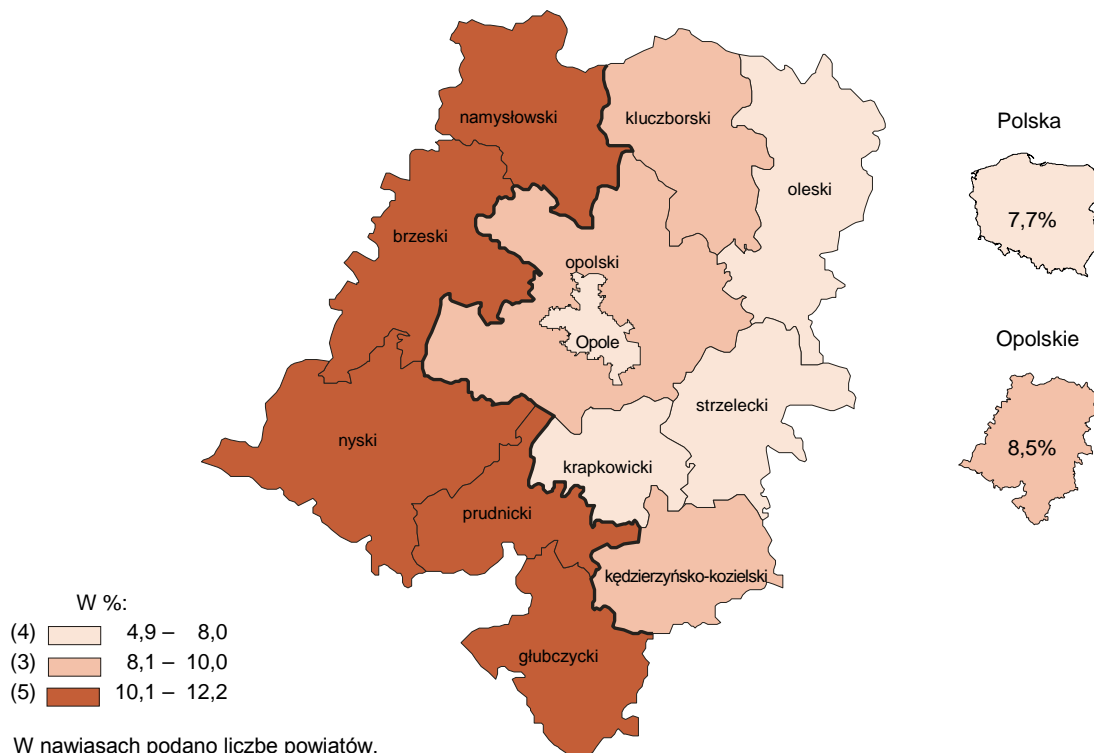 namysłowski
kluczborski
oleski
brzeski
opolski
Opole
strzelecki
nyski
krapkowicki
prudnicki
kędzierzyńsko-kozielski
głubczycki
Polska
7,7%
Opolskie
8,5%
W %:
(4) 4,9 – 8,0
(3) 8,1 – 10,0
(5) 10,1 – 12,2
W nawiasach podano liczbę powiatów.